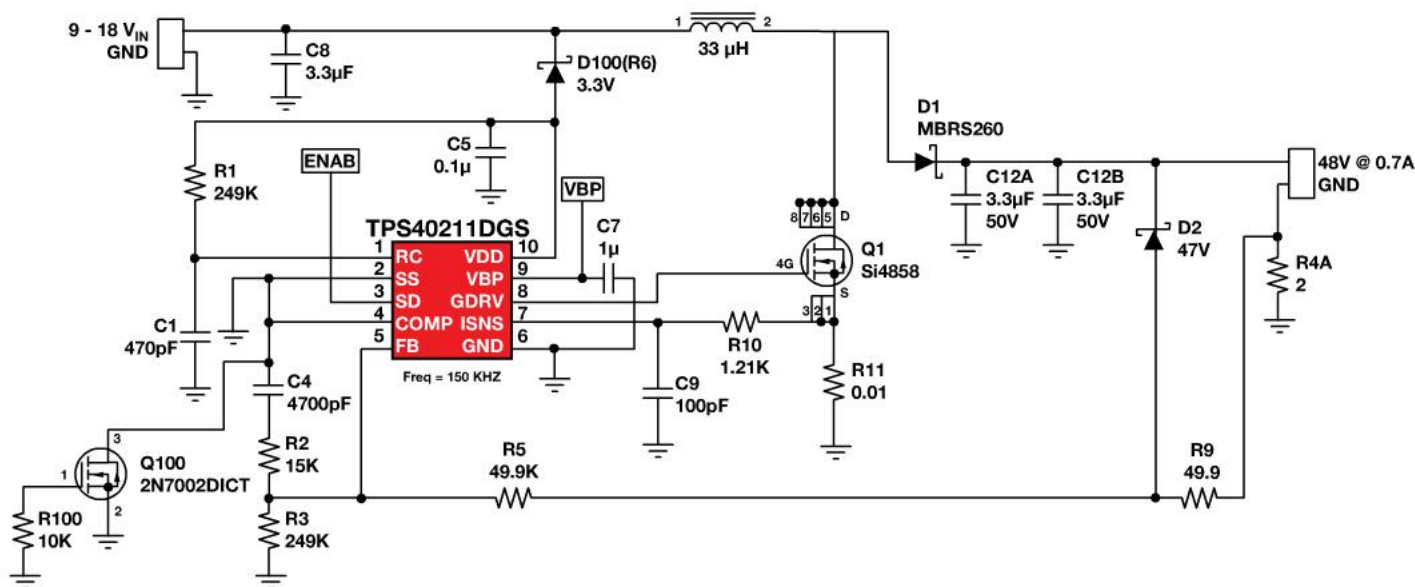 9 - 18 VIN
GND
C8
3.3µF
D100(R6)
3.3V
1
2
33 µH
D1
MBRS260
48V @ 0.7A
GND
C12A
3.3µF
50V
C12B
3.3µF
50V
D2
47V
R4A
2
R1
249K
ENAB
C5
0.1µ
VBP
C7
1µ
8 7 6 5 D
4G
Q1
Si4858
S
3 2 1
TPS40211DGS
1 RC VDD 10
2 SS VBP 9
3 SD GDRV 8
4 COMP ISNS 7
5 FB GND 6
Freq = 150 KHZ
C1
470pF
R10
1.21K
C9
100pF
R11
0.01
C4
4700pF
R2
15K
3
1
2
Q100
2N7002DICT
R100
10K
R3
249K
R5
49.9K
R9
49.9